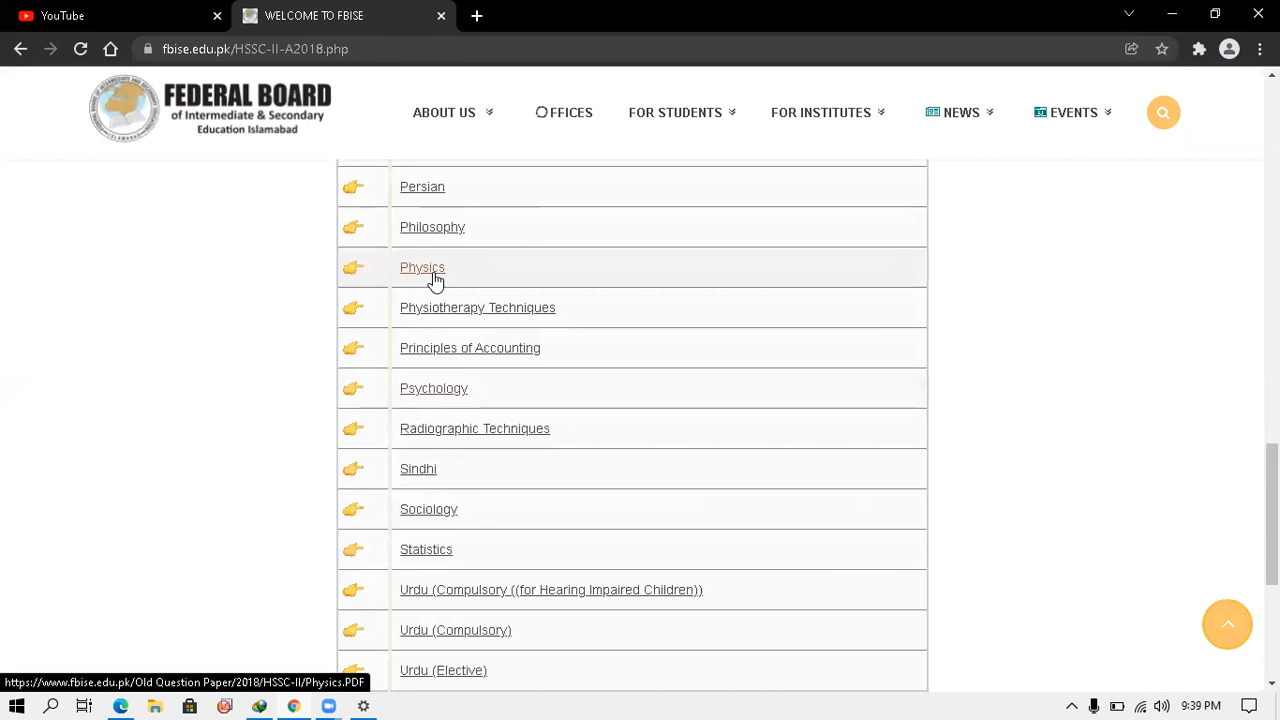 YouTube
WELCOME TO FBISE
fbise.edu.pk/HSSC-II-A2018.php
FEDERAL BOARD
of Intermediate & Secondary
Education Islamabad
ABOUT US
OFFICES
FOR STUDENTS
FOR INSTITUTES
NEWS
EVENTS
Persian
Philosophy
Physics
Physiotherapy Techniques
Principles of Accounting
Psychology
Radiographic Techniques
Sindhi
Sociology
Statistics
Urdu (Compulsory ((for Hearing Impaired Children))
Urdu (Compulsory)
Urdu (Elective)
https://www.fbise.edu.pk/Old Question Paper/2018/HSSC-II/Physics.PDF
9:39 PM